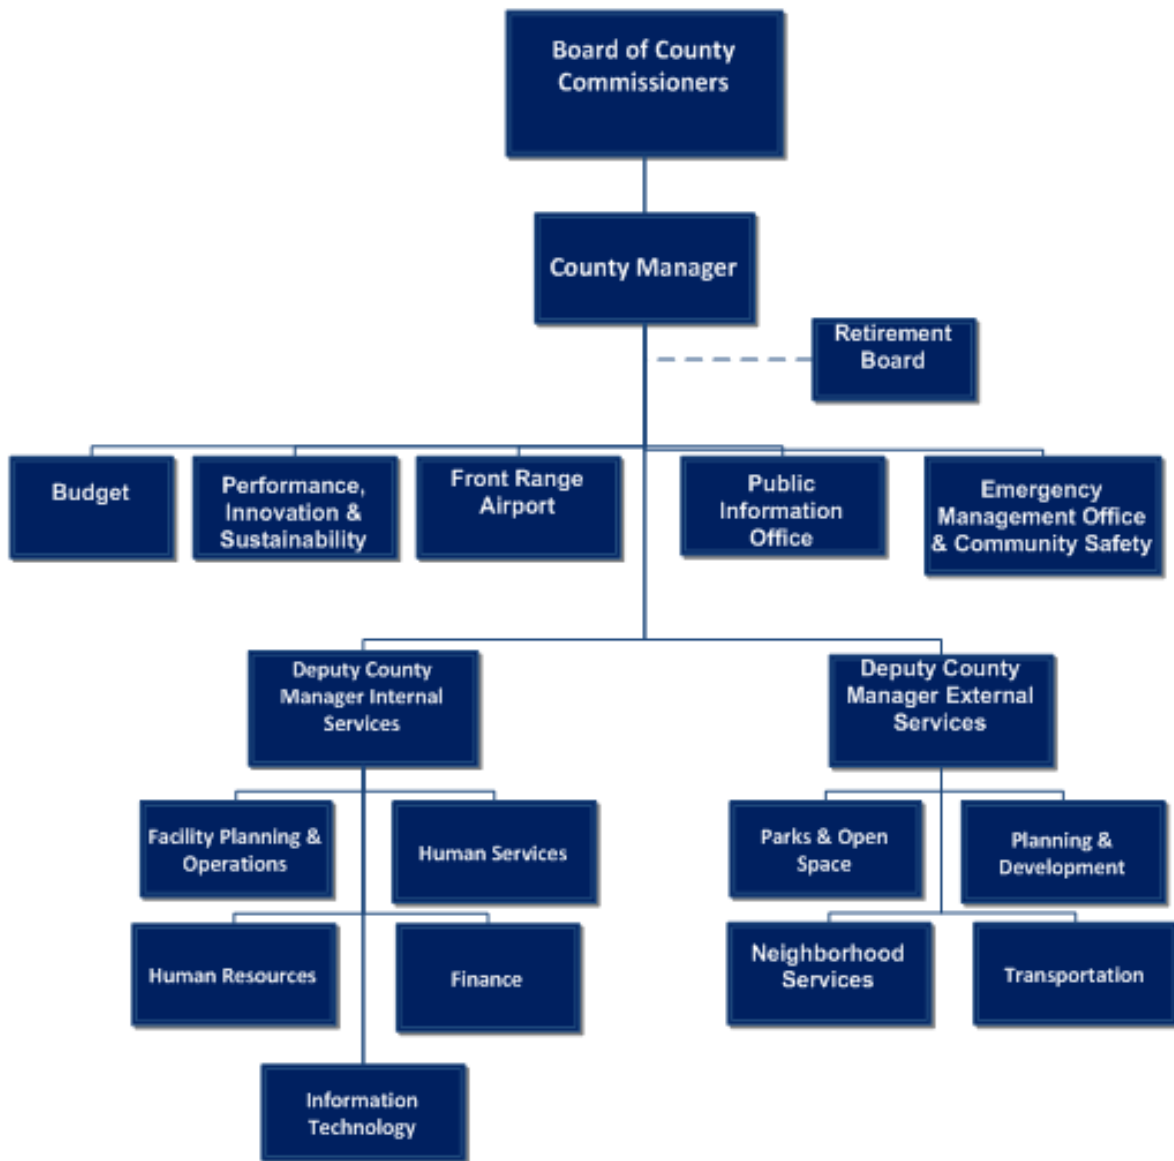 Board of County
Commissioners
County Manager
Retirement
Board
Budget
Performance,
Innovation &
Sustainability
Front Range
Airport
Public
Information
Office
Emergency
Management Office
& Community Safety
Deputy County
Manager Internal
Services
Deputy County
Manager External
Services
Facility Planning &
Operations
Human Services
Parks & Open
Space
Planning &
Development
Human Resources
Finance
Neighborhood
Services
Transportation
Information
Technology